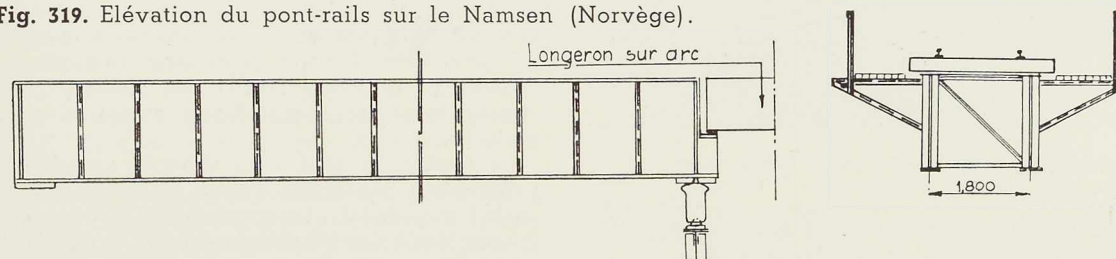 Fig. 319. Elévation du pont-rails sur le Namsen (Norvège).
Longeron sur arc
1,800